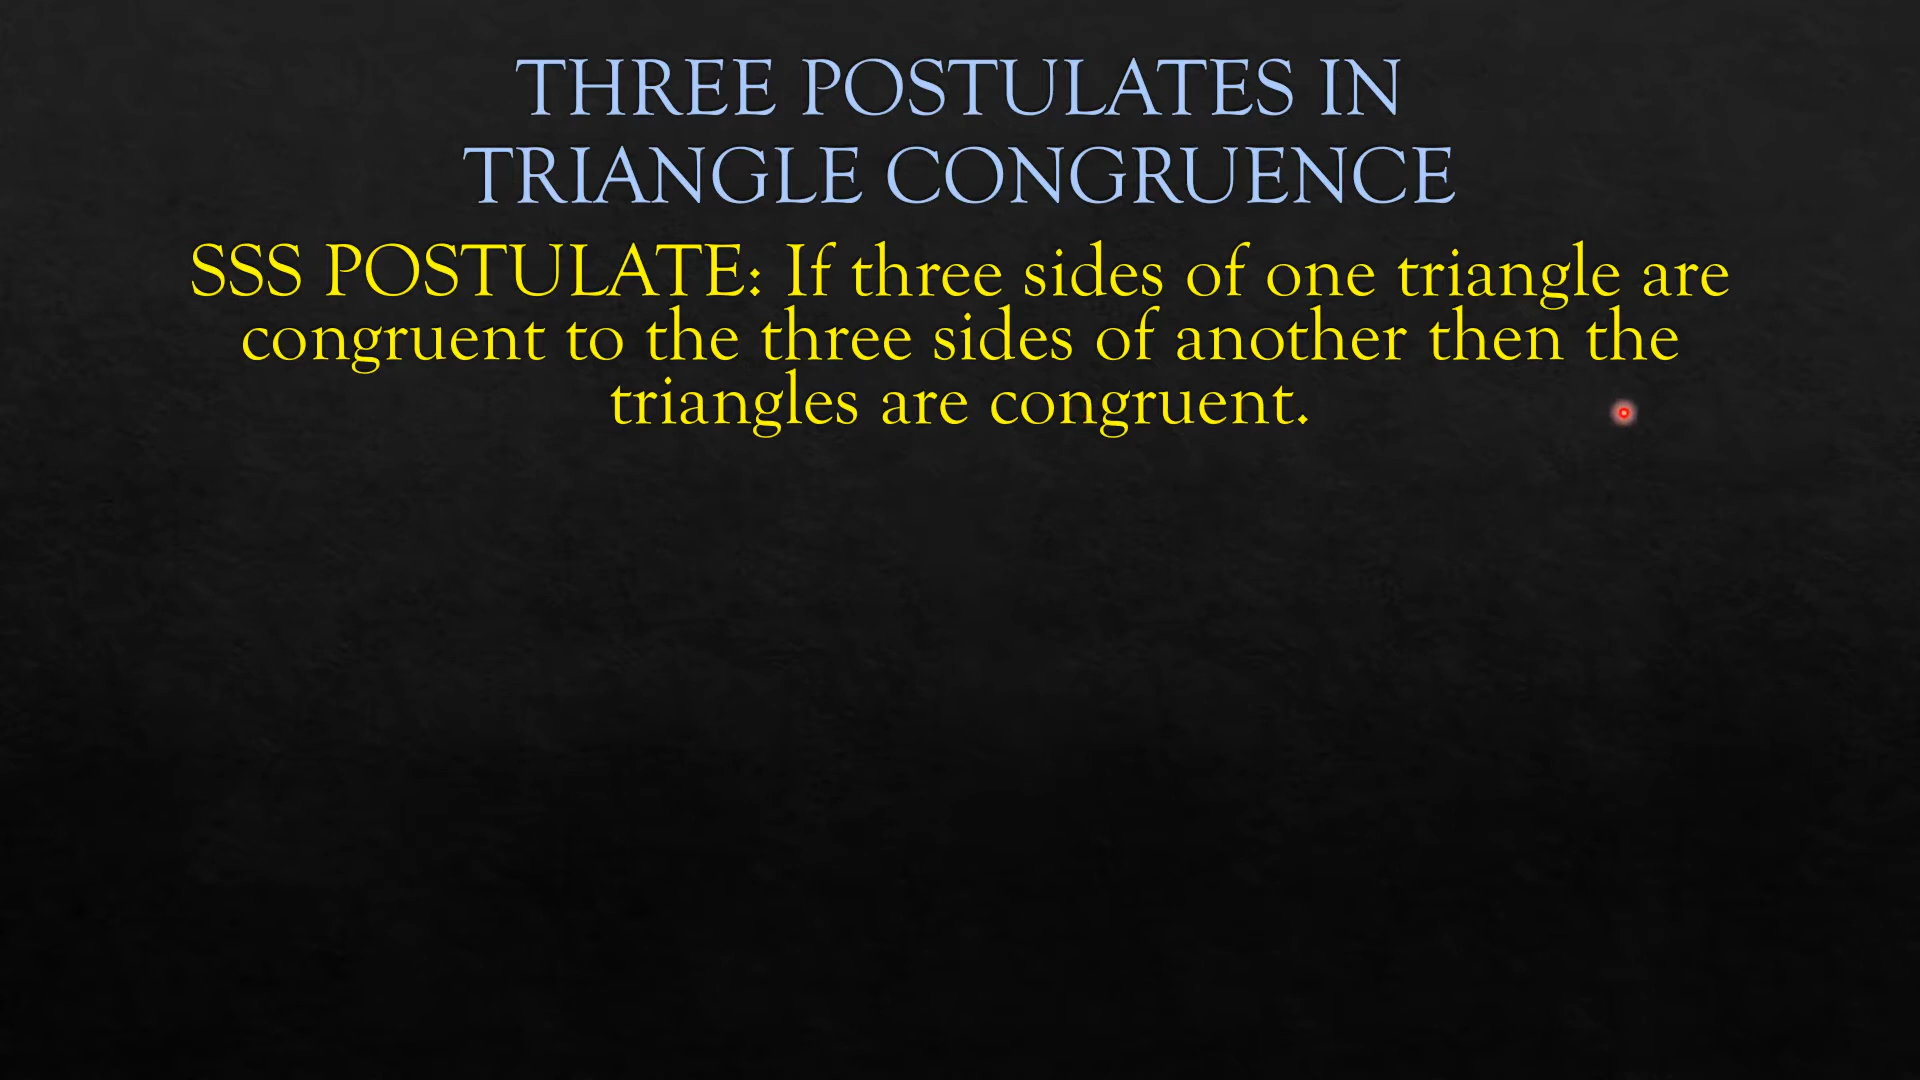 THREE POSTULATES IN
TRIANGLE CONGRUENCE
SSS POSTULATE: If three sides of one triangle are
congruent to the three sides of another then the
triangles are congruent.